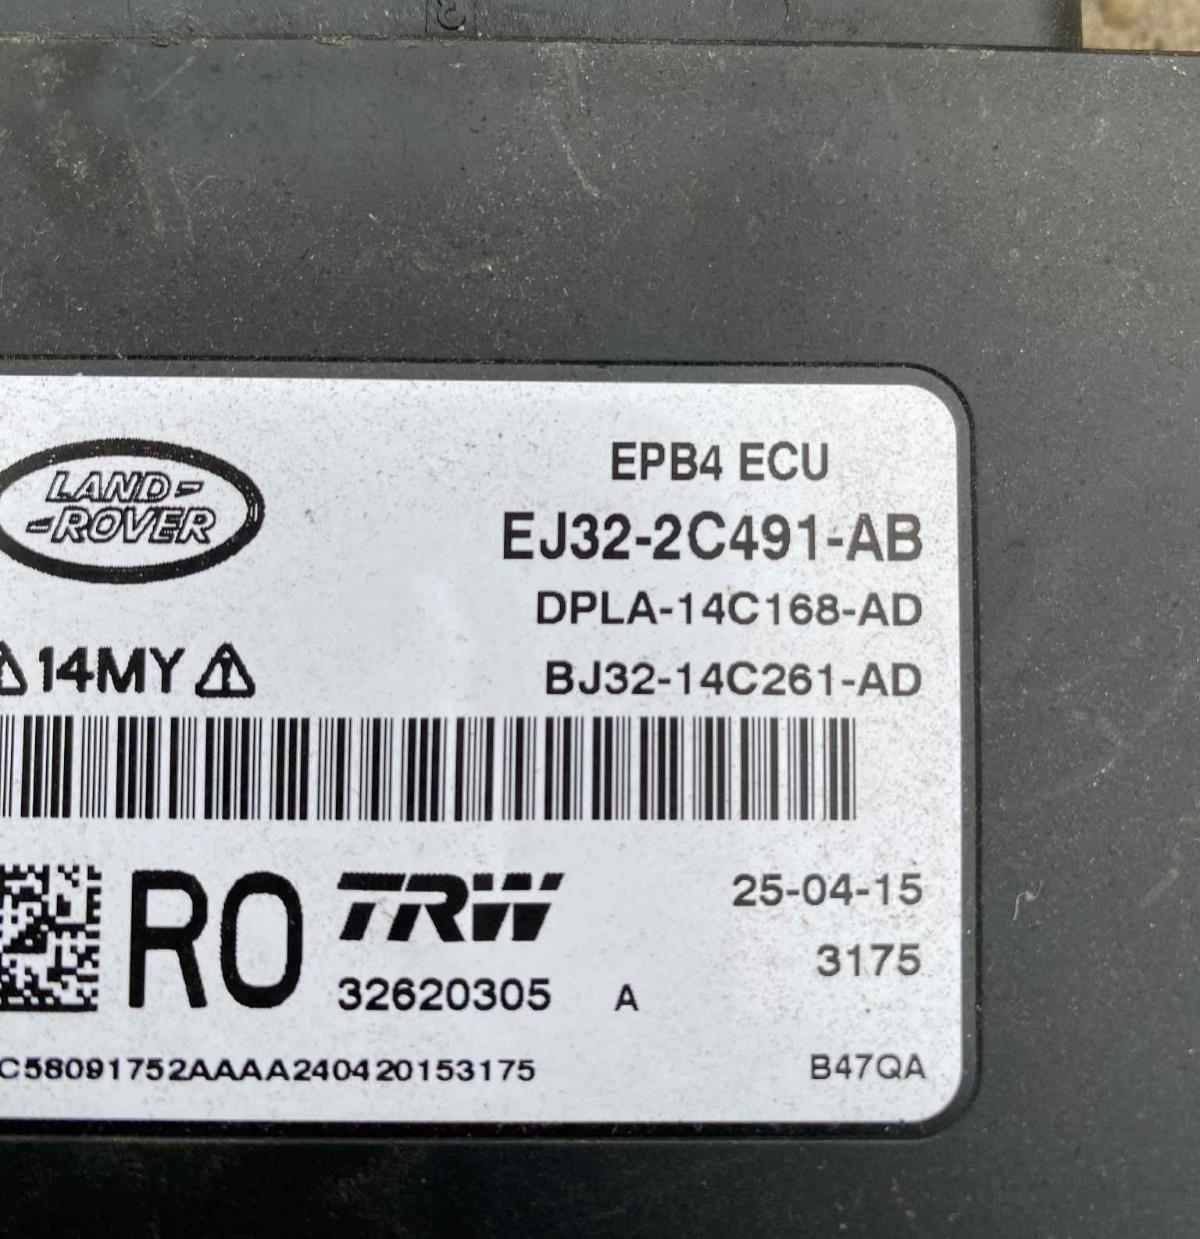 LAND-
-ROVER
EPB4 ECU
EJ32-2C491-AB
DPLA-14C168-AD
14MY
BJ32-14C261-AD
RO
TRW
25-04-15
3175
32620305 A
C58091752AAAA240420153175
B47QA